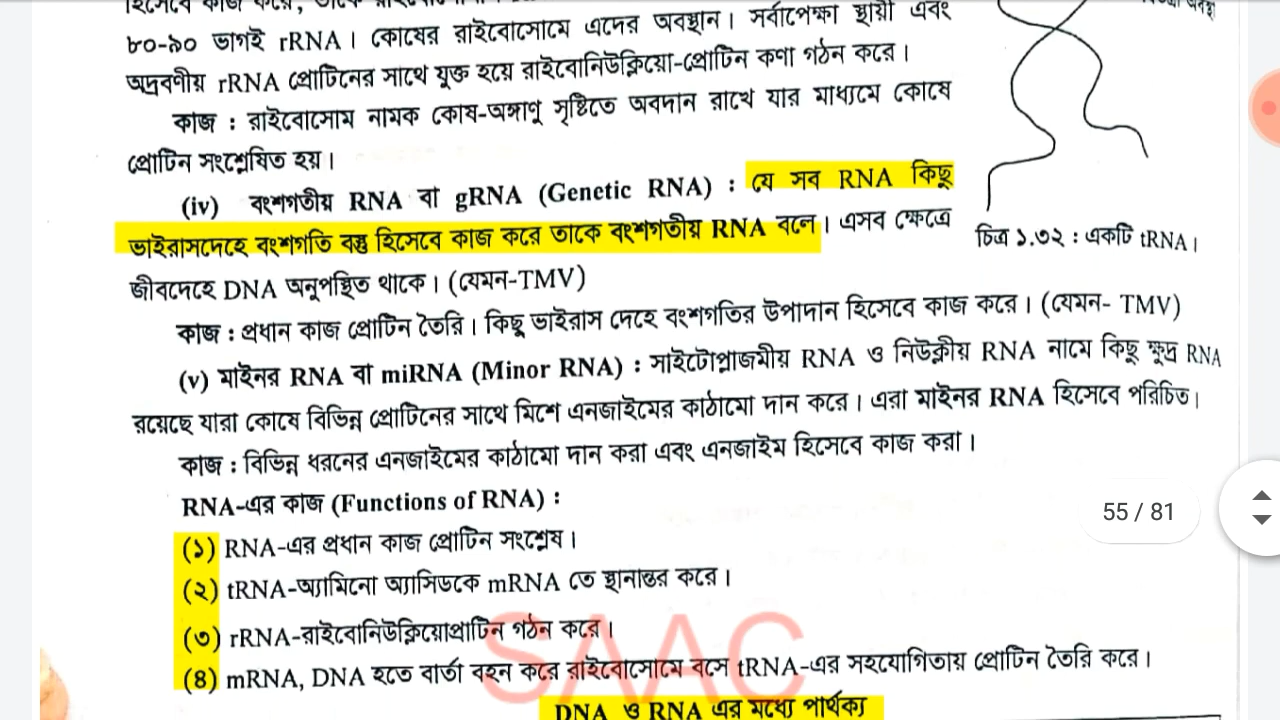 হিসেবে কাজ করে, তাকে
৮০-৯০ ভাগই rRNA। কোষের রাইবোসোমে এদের অবস্থান। সর্বাপেক্ষা স্থায়ী এবং
অদ্রবণীয় rRNA প্রোটিনের সাথে যুক্ত হয়ে রাইবোনিউক্লিয়ো-প্রোটিন কণা গঠন করে।
কাজ : রাইবোসোম নামক কোষ-অঙ্গাণু সৃষ্টিতে অবদান রাখে যার মাধ্যমে কোষে
প্রোটিন সংশ্লেষিত হয়।
(iv) বংশগতীয় RNA বা gRNA (Genetic RNA) : যে সব RNA কিছু
ভাইরাসদেহে বংশগতি বস্তু হিসেবে কাজ করে তাকে বংশগতীয় RNA বলে। এসব ক্ষেত্রে
জীবদেহে DNA অনুপস্থিত থাকে। (যেমন-TMV)
চিত্র ১.৩২ : একটি tRNA।
কাজ : প্রধান কাজ প্রোটিন তৈরি। কিছু ভাইরাস দেহে বংশগতির উপাদান হিসেবে কাজ করে। (যেমন- TMV)
(v) মাইনর RNA বা miRNA (Minor RNA) : সাইটোপ্লাজমীয় RNA ও নিউক্লীয় RNA নামে কিছু ক্ষুদ্র RNA
রয়েছে যারা কোষে বিভিন্ন প্রোটিনের সাথে মিশে এনজাইমের কাঠামো দান করে। এরা মাইনর RNA হিসেবে পরিচিত।
কাজ : বিভিন্ন ধরনের এনজাইমের কাঠামো দান করা এবং এনজাইম হিসেবে কাজ করা।
RNA-এর কাজ (Functions of RNA) :
(১) RNA-এর প্রধান কাজ প্রোটিন সংশ্লেষ।
(২) tRNA-অ্যামিনো অ্যাসিডকে mRNA তে স্থানান্তর করে।
(৩) rRNA-রাইবোনিউক্লিয়োপ্রাটিন গঠন করে।
(৪) mRNA, DNA হতে বার্তা বহন করে রাইবোসোমে বসে tRNA-এর সহযোগিতায় প্রোটিন তৈরি করে।
DNA ও RNA এর মধ্যে পার্থক্য
55 / 81
SAAC